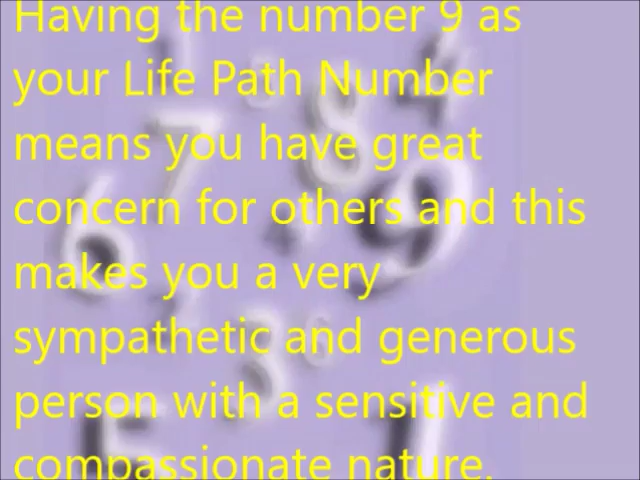 Having the number 9 as
your Life Path Number
means you have great
concern for others and this
makes you a very
sympathetic and generous
person with a sensitive and
compassionate nature.